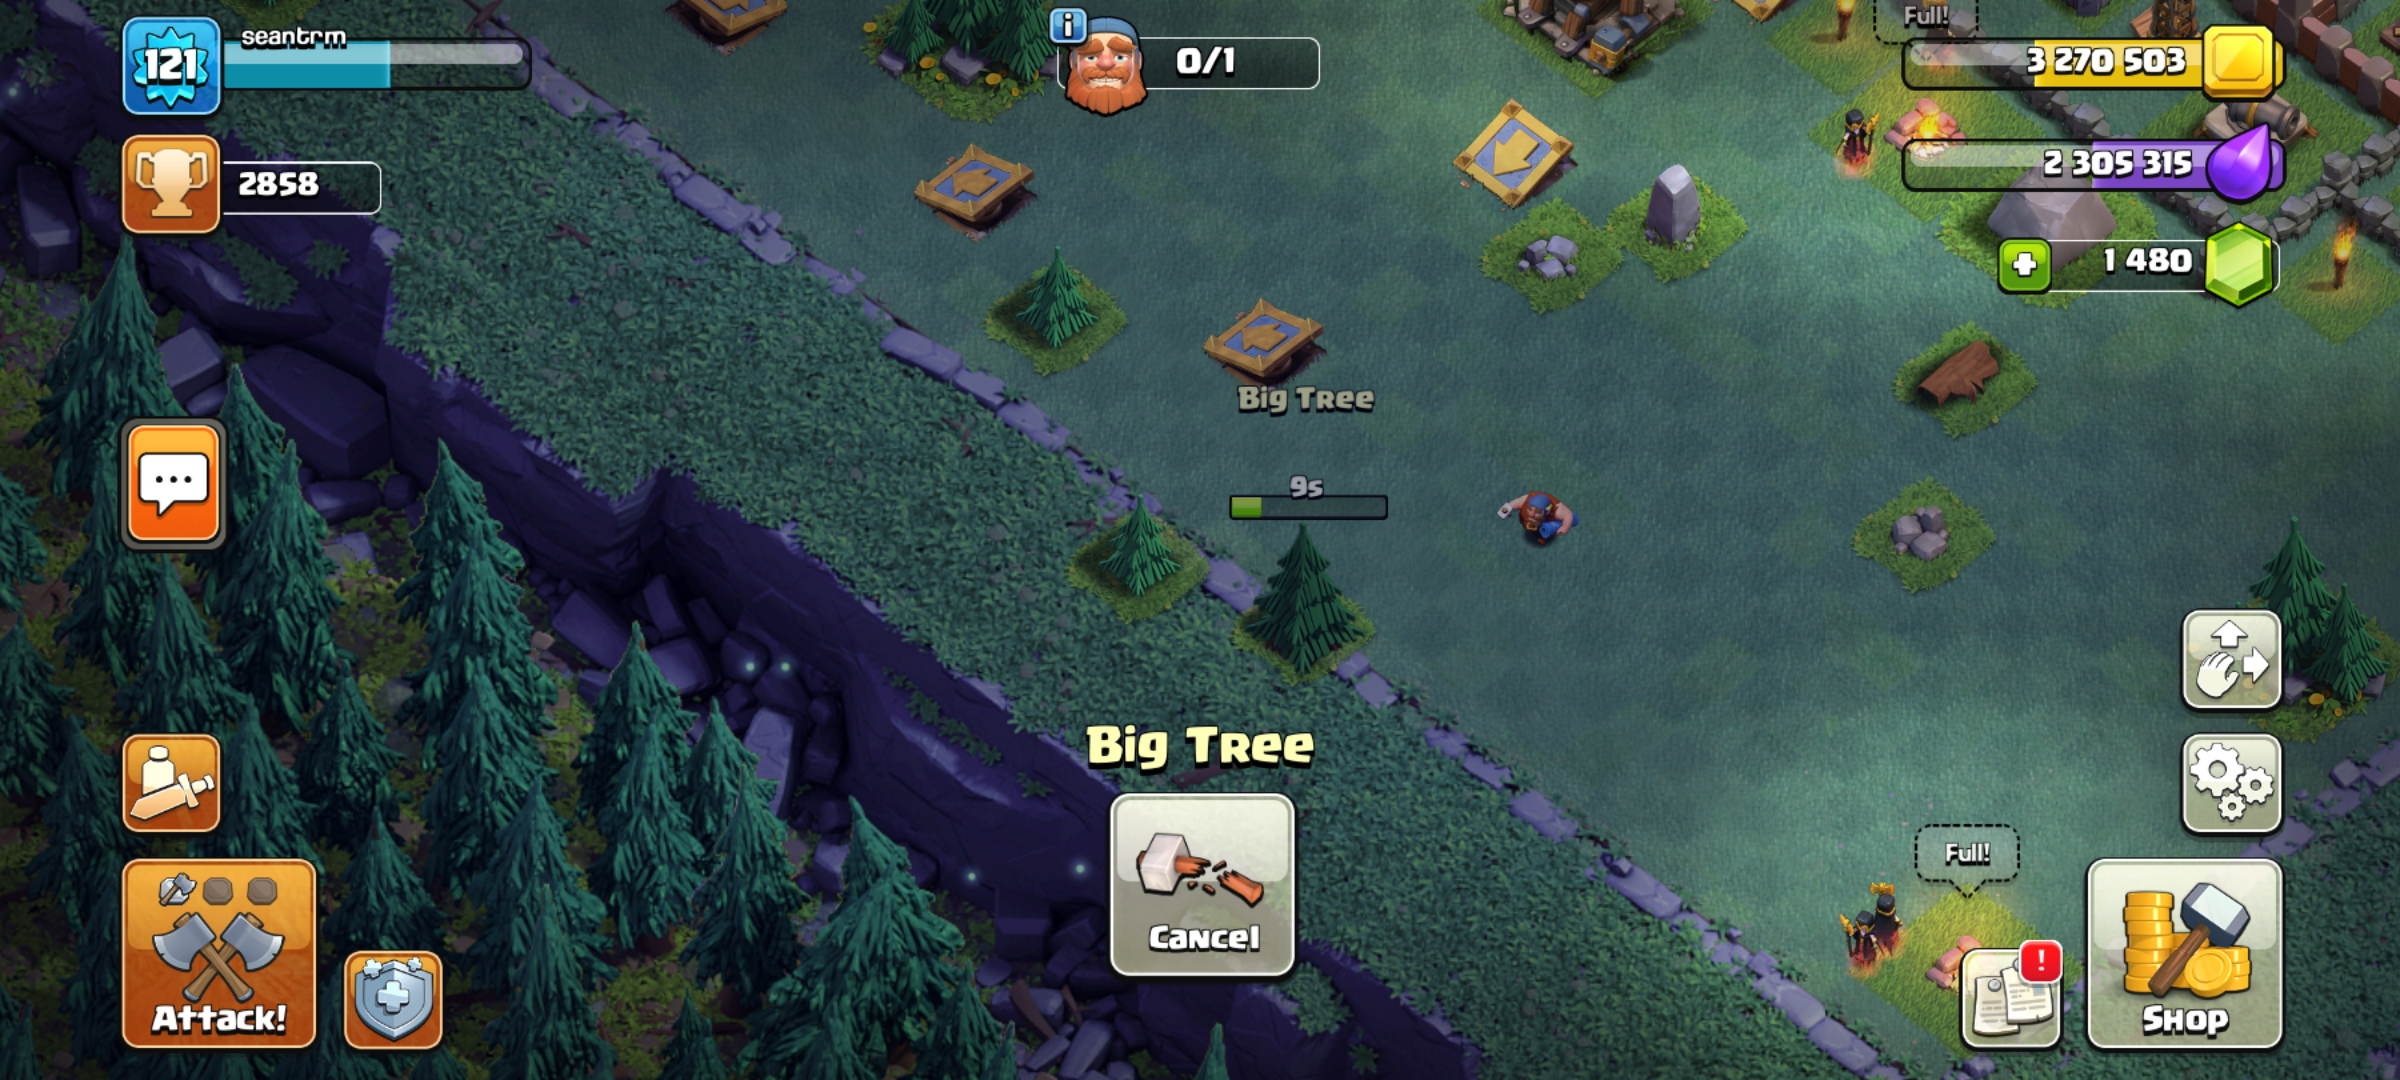 121
seantrm
i
0/1
Full!
3 270 503
2858
2 305 315
1 480
Big Tree
9s
Big Tree
Cancel
Full!
!
Attack!
Shop